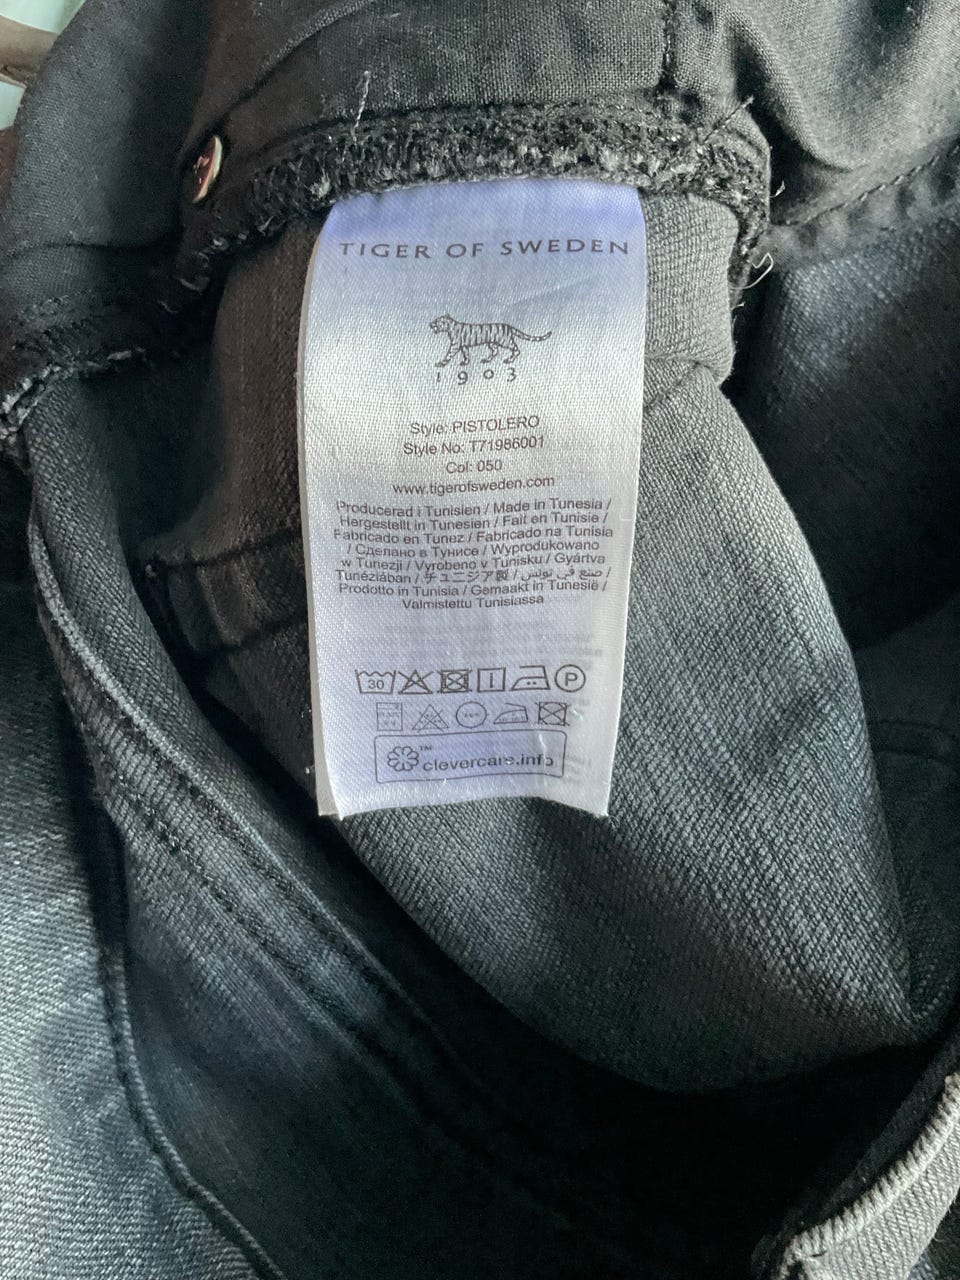 TIGER OF SWEDEN
1903
Style: PISTOLERO
Style No: T71986001
Col: 050
www.tigerofsweden.com
Producerad i Tunisien / Made in Tunesia /
Hergestellt in Tunesien / Fait en Tunisie /
Fabricado en Tunez / Fabricado na Tunisia
/ Сделано в Тунисе / Wyprodukowano
w Tunezji / Vyrobeno v Tunisku / Gyártva
Tunéziában / チュニジア製 / صنع في تونس /
Prodotto in Tunisia / Gemaakt in Tunesië /
Valmistettu Tunisiassa
30 P
™
clevercare.info